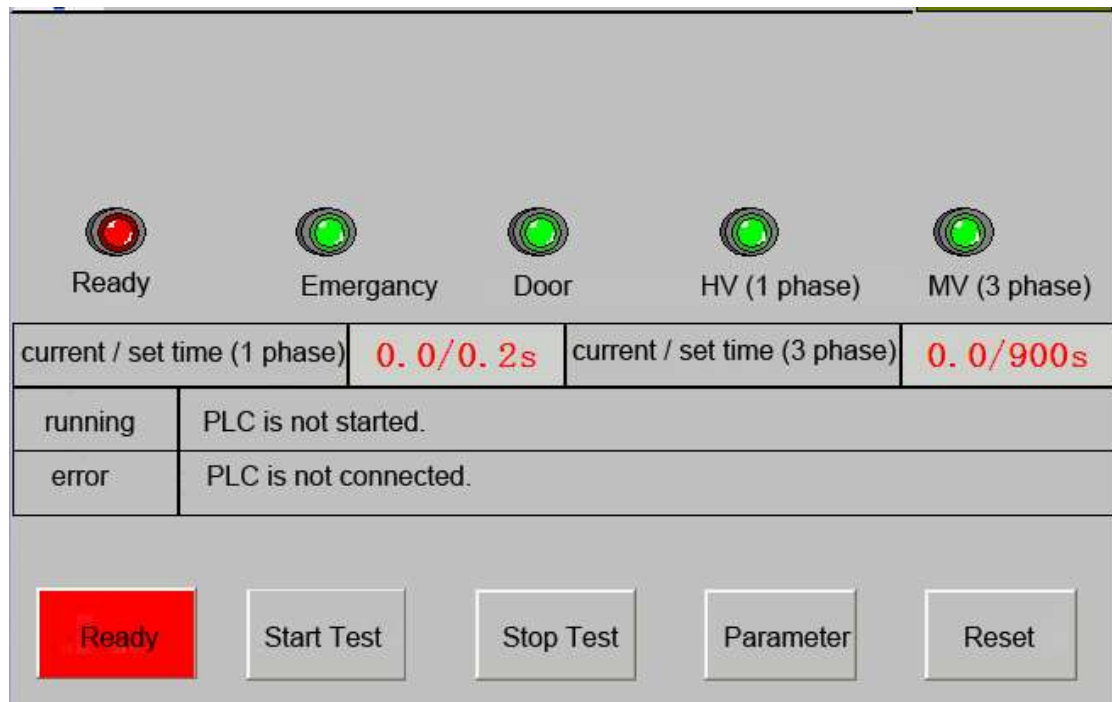 Ready Emergancy Door HV (1 phase) MV (3 phase)
current / set time (1 phase) 0.0/0.2s current / set time (3 phase) 0.0/900s
running PLC is not started.
error PLC is not connected.
Ready Start Test Stop Test Parameter Reset